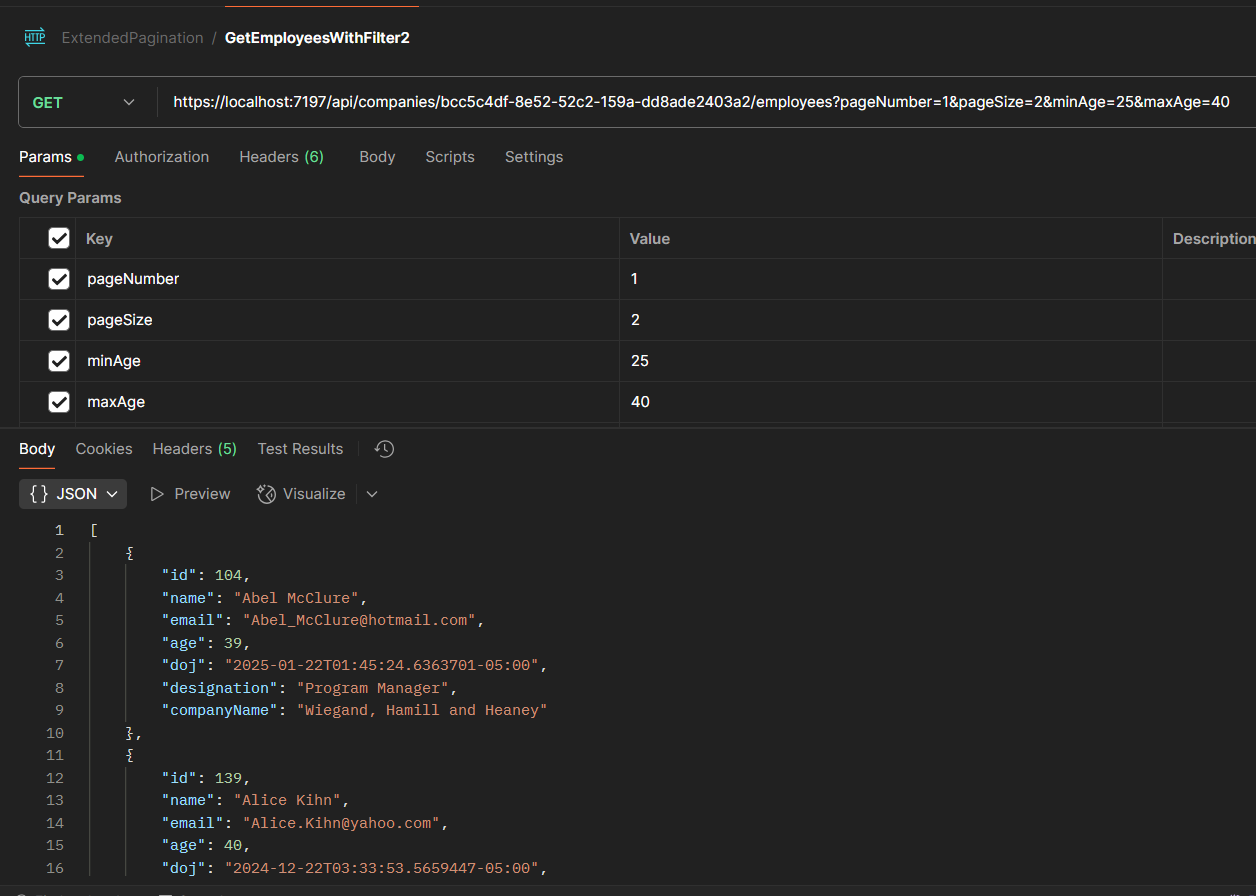 HTTP ExtendedPagination / GetEmployeesWithFilter2
GET https://localhost:7197/api/companies/bcc5c4df-8e52-52c2-159a-dd8ade2403a2/employees?pageNumber=1&pageSize=2&minAge=25&maxAge=40
Params Authorization Headers (6) Body Scripts Settings
Query Params
Key Value Description
pageNumber 1
pageSize 2
minAge 25
maxAge 40
Body Cookies Headers (5) Test Results
{} JSON Preview Visualize
1 [
2 {
3 "id": 104,
4 "name": "Abel McClure",
5 "email": "Abel_McClure@hotmail.com",
6 "age": 39,
7 "doj": "2025-01-22T01:45:24.6363701-05:00",
8 "designation": "Program Manager",
9 "companyName": "Wiegand, Hamill and Heaney"
10 },
11 {
12 "id": 139,
13 "name": "Alice Kihn",
14 "email": "Alice.Kihn@yahoo.com",
15 "age": 40,
16 "doj": "2024-12-22T03:33:53.5659447-05:00",